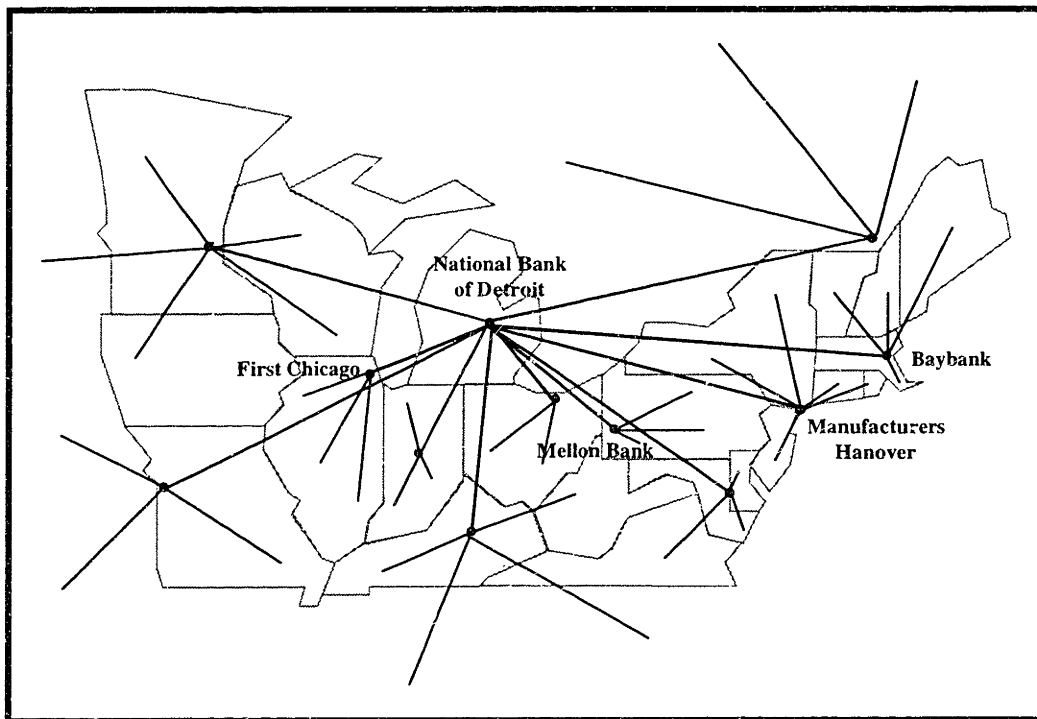 National Bank
of Detroit
First Chicago
Baybank
Mellon Bank
Manufacturers
Hanover